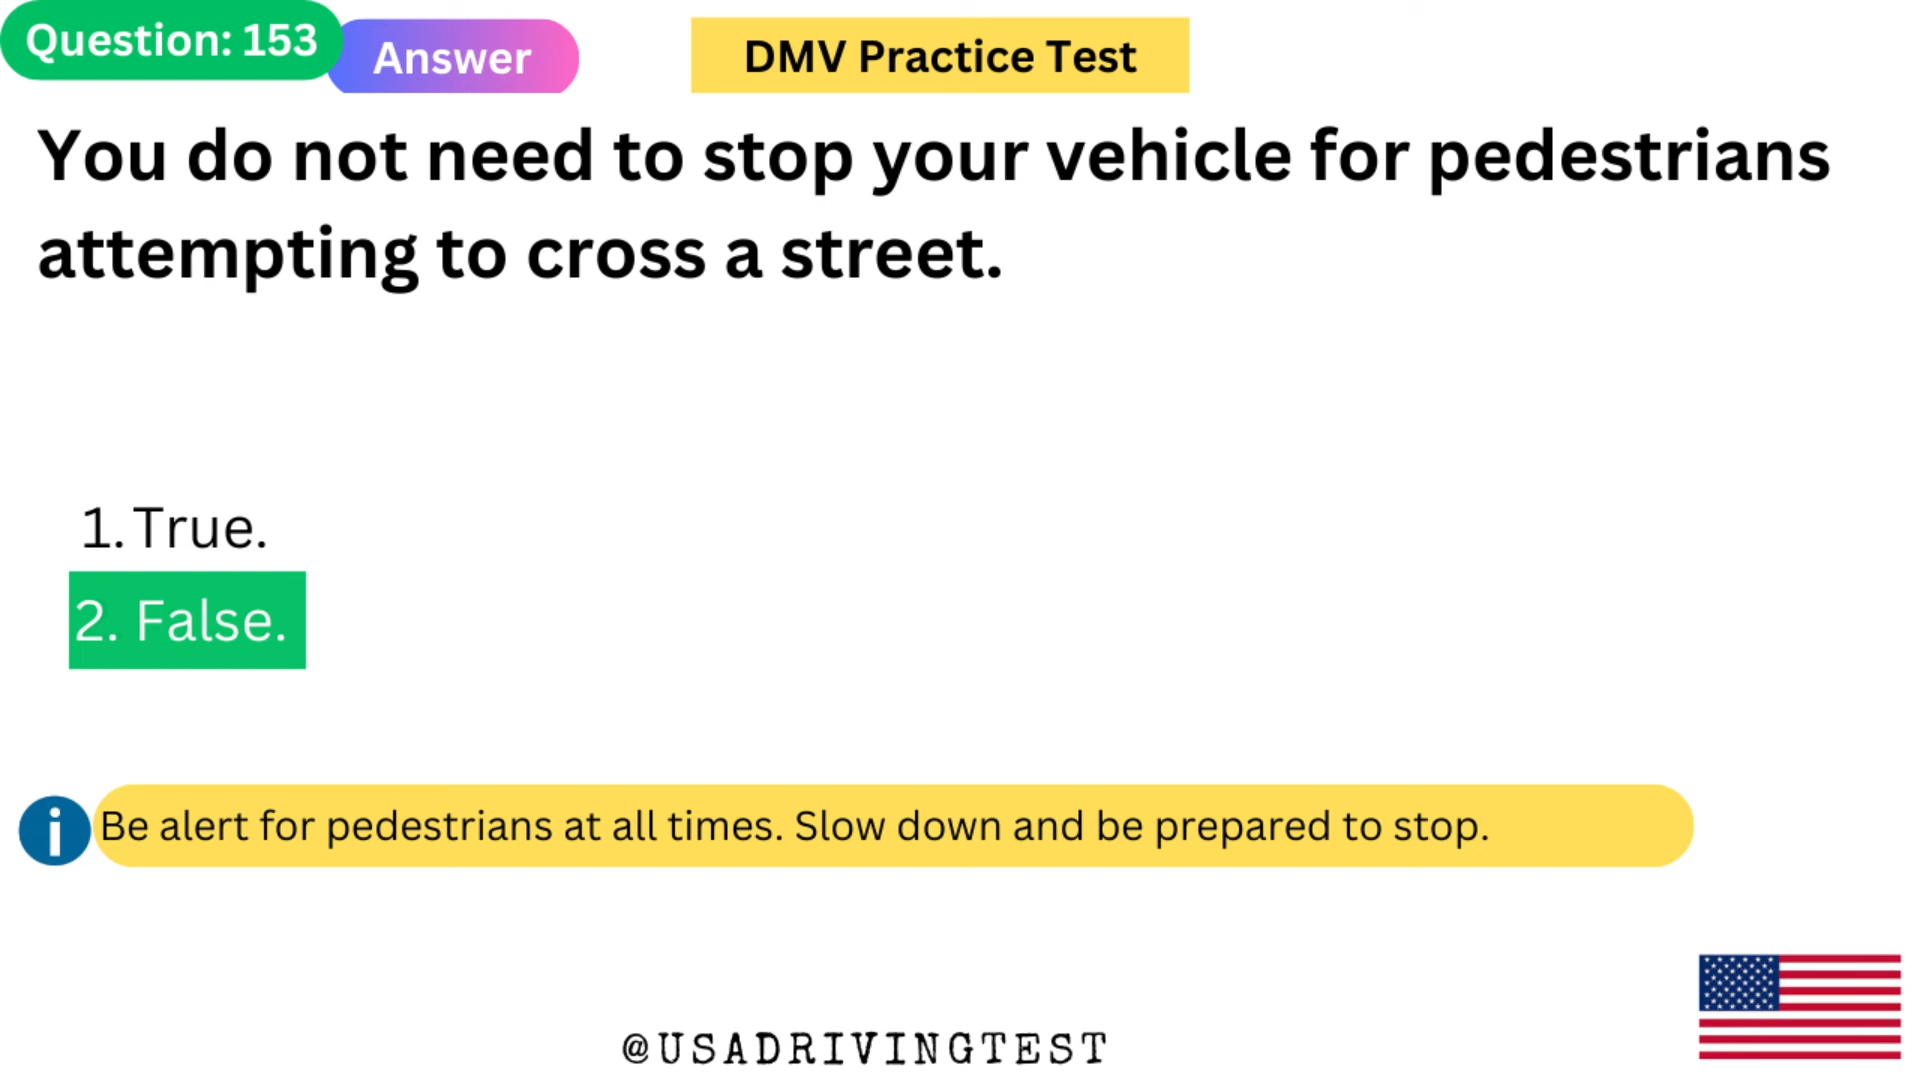 Question: 153
Answer
DMV Practice Test
You do not need to stop your vehicle for pedestrians
attempting to cross a street.
1. True.
2. False.
i
Be alert for pedestrians at all times. Slow down and be prepared to stop.
@USADRIVINGTEST